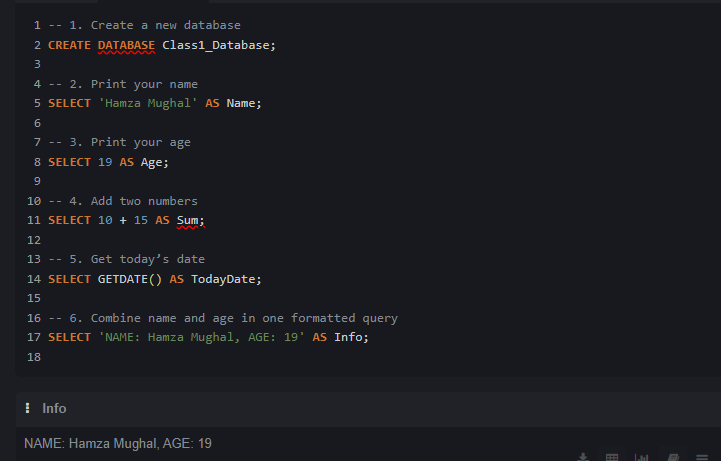 1 -- 1. Create a new database
2 CREATE DATABASE Class1_Database;
3
4 -- 2. Print your name
5 SELECT 'Hamza Mughal' AS Name;
6
7 -- 3. Print your age
8 SELECT 19 AS Age;
9
10 -- 4. Add two numbers
11 SELECT 10 + 15 AS Sum;
12
13 -- 5. Get today’s date
14 SELECT GETDATE() AS TodayDate;
15
16 -- 6. Combine name and age in one formatted query
17 SELECT 'NAME: Hamza Mughal, AGE: 19' AS Info;
18
Info
NAME: Hamza Mughal, AGE: 19